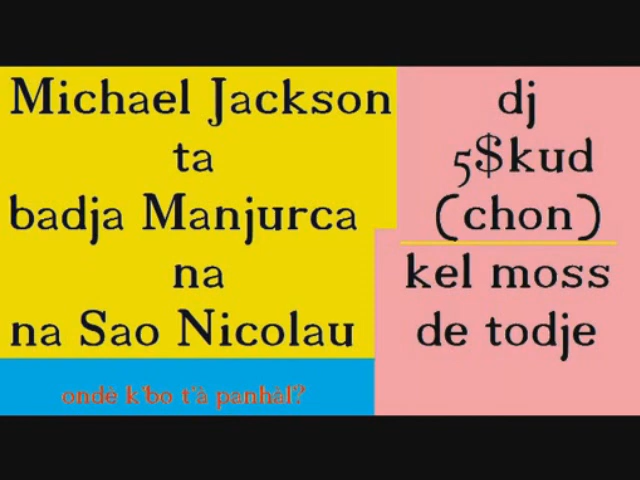 Michael Jackson
ta
badja Manjurca
na
na Sao Nicolau
ondè k'bo t'à panhàl?
dj
5$kud
(chon)
kel moss
de todje